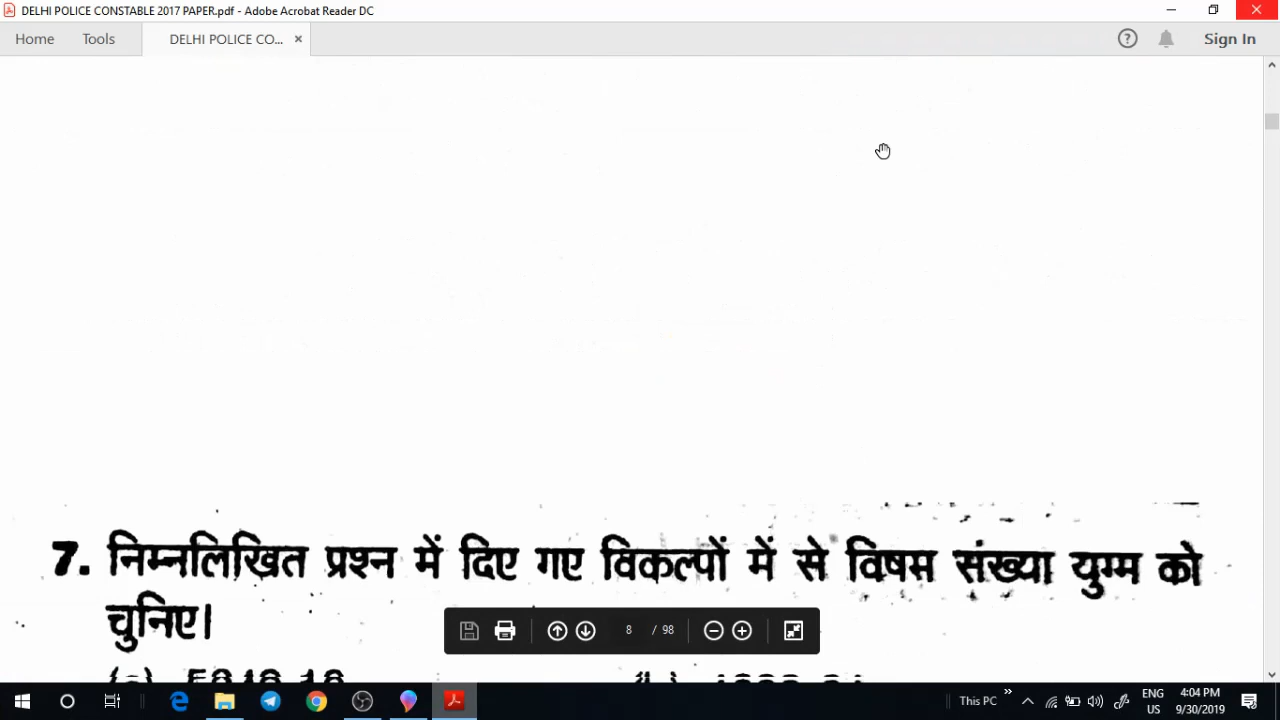 DELHI POLICE CONSTABLE 2017 PAPER.pdf - Adobe Acrobat Reader DC
Home Tools DELHI POLICE CO... Sign In
7. निम्नलिखित प्रश्न में दिए गए विकल्पों में से विषम संख्या युग्म को
चुनिए।
8 / 98
This PC ENG 4:04 PM
US 9/30/2019